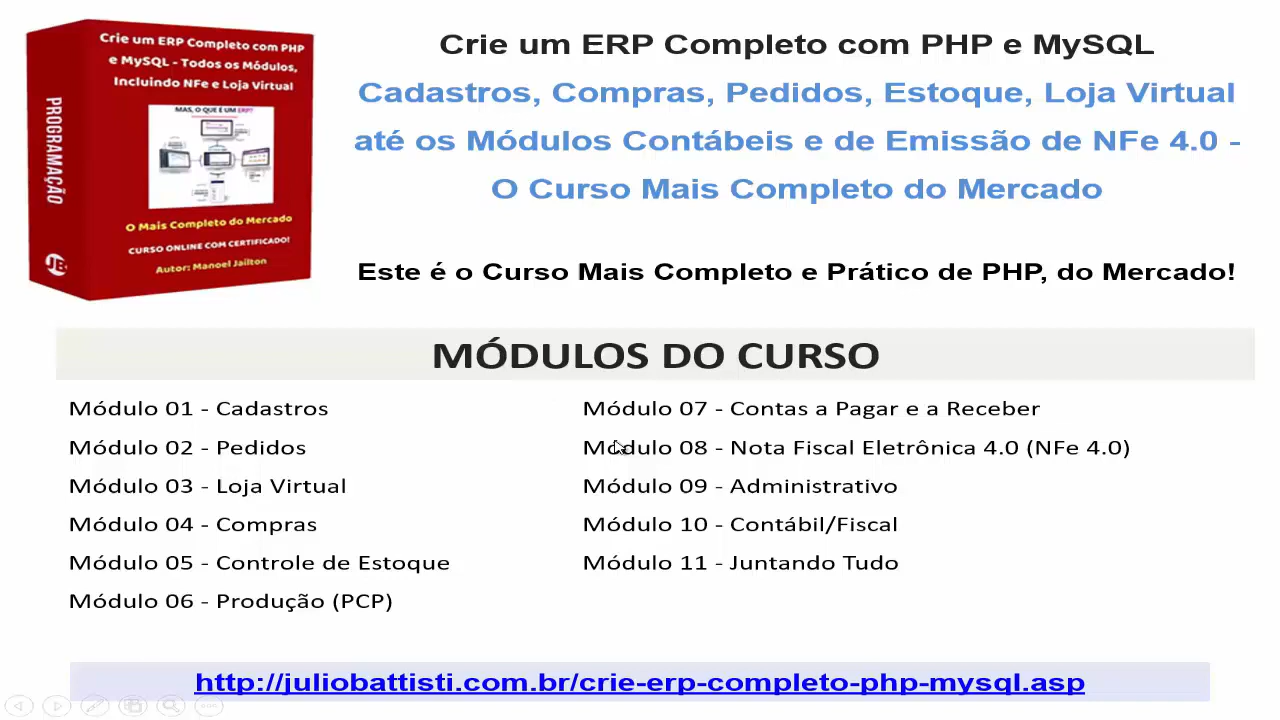 Crie um ERP Completo com PHP
e MySQL - Todos os Módulos,
Incluindo NFe e Loja Virtual
PROGRAMAÇÃO
MAS, O QUE É UM ERP?
O Mais Completo do Mercado
CURSO ONLINE COM CERTIFICADO!
Autor: Manoel Jailton
JB
Crie um ERP Completo com PHP e MySQL
Cadastros, Compras, Pedidos, Estoque, Loja Virtual
até os Módulos Contábeis e de Emissão de NFe 4.0 -
O Curso Mais Completo do Mercado
Este é o Curso Mais Completo e Prático de PHP, do Mercado!
MÓDULOS DO CURSO
Módulo 01 - Cadastros
Módulo 02 - Pedidos
Módulo 03 - Loja Virtual
Módulo 04 - Compras
Módulo 05 - Controle de Estoque
Módulo 06 - Produção (PCP)
Módulo 07 - Contas a Pagar e a Receber
Módulo 08 - Nota Fiscal Eletrônica 4.0 (NFe 4.0)
Módulo 09 - Administrativo
Módulo 10 - Contábil/Fiscal
Módulo 11 - Juntando Tudo
http://juliobattisti.com.br/crie-erp-completo-php-mysql.asp